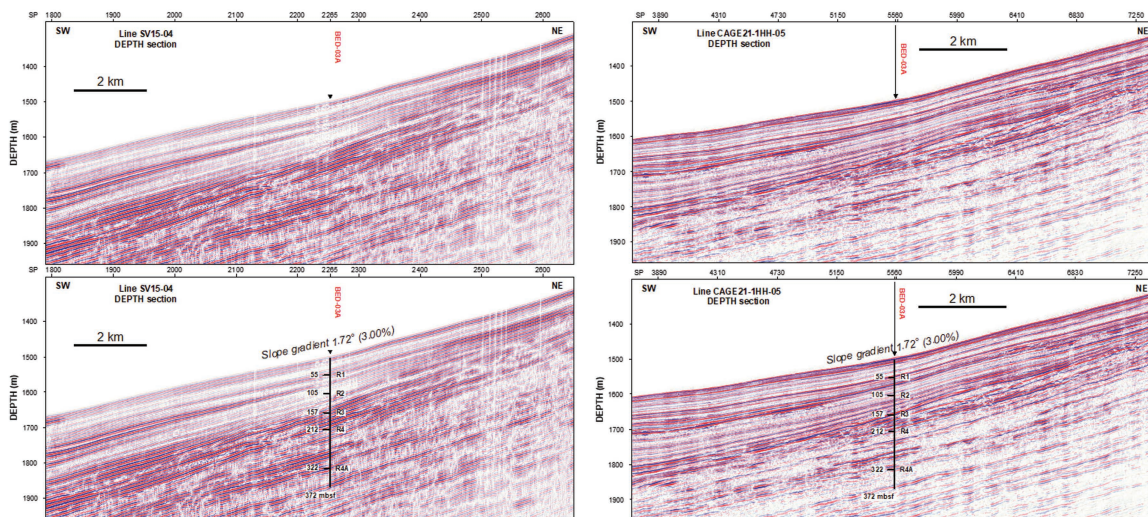 SP 1800 1900 2000 2100 2200 2265 2300 2400 2500 2600
SW
Line SV15-04
DEPTH section
BED-03A
NE
2 km
DEPTH (m)
1400
1500
1600
1700
1800
1900
SP 3890 4310 4730 5150 5560 5990 6410 6830 7250
SW
Line CAGE21-1HH-05
DEPTH section
BED-03A
NE
2 km
DEPTH (m)
1400
1500
1600
1700
1800
1900
SP 1800 1900 2000 2100 2200 2265 2300 2400 2500 2600
SW
Line SV15-04
DEPTH section
BED-03A
NE
2 km
Slope gradient 1.72° (3.00%)
DEPTH (m)
1400
1500
1600
1700
1800
1900
55 R1
105 R2
157 R3
212 R4
322 R4A
372 mbsf
SP 3890 4310 4730 5150 5560 5990 6410 6830 7250
SW
Line CAGE21-1HH-05
DEPTH section
BED-03A
NE
2 km
Slope gradient 1.72° (3.00%)
DEPTH (m)
1400
1500
1600
1700
1800
1900
55 R1
105 R2
157 R3
212 R4
322 R4A
372 mbsf